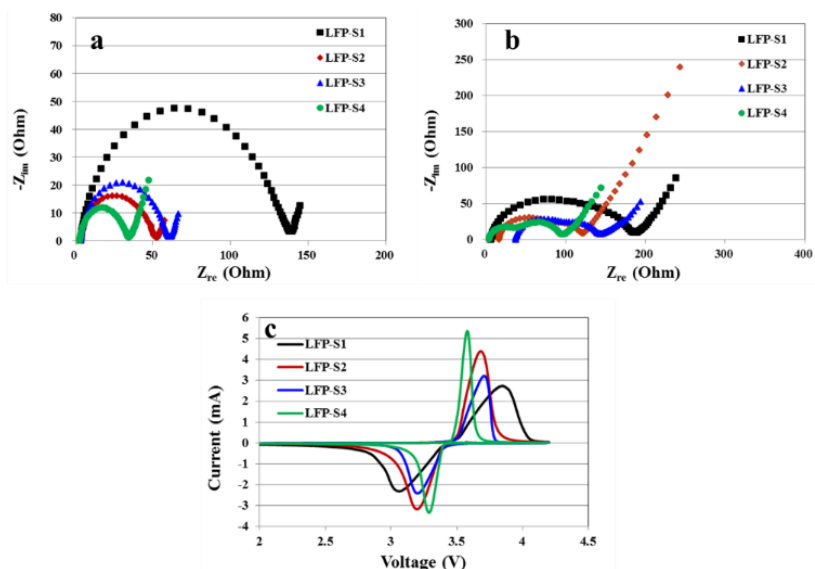 a
LFP-S1
LFP-S2
LFP-S3
LFP-S4
80
70
60
50
40
30
20
10
0
0
50
100
150
200
-Zim (Ohm)
Zre (Ohm)
b
LFP-S1
LFP-S2
LFP-S3
LFP-S4
300
250
200
150
100
50
0
0
100
200
300
400
-Zim (Ohm)
Zre (Ohm)
c
LFP-S1
LFP-S2
LFP-S3
LFP-S4
6
5
4
3
2
1
0
-1
-2
-3
-4
2
2.5
3
3.5
4
4.5
Current (mA)
Voltage (V)